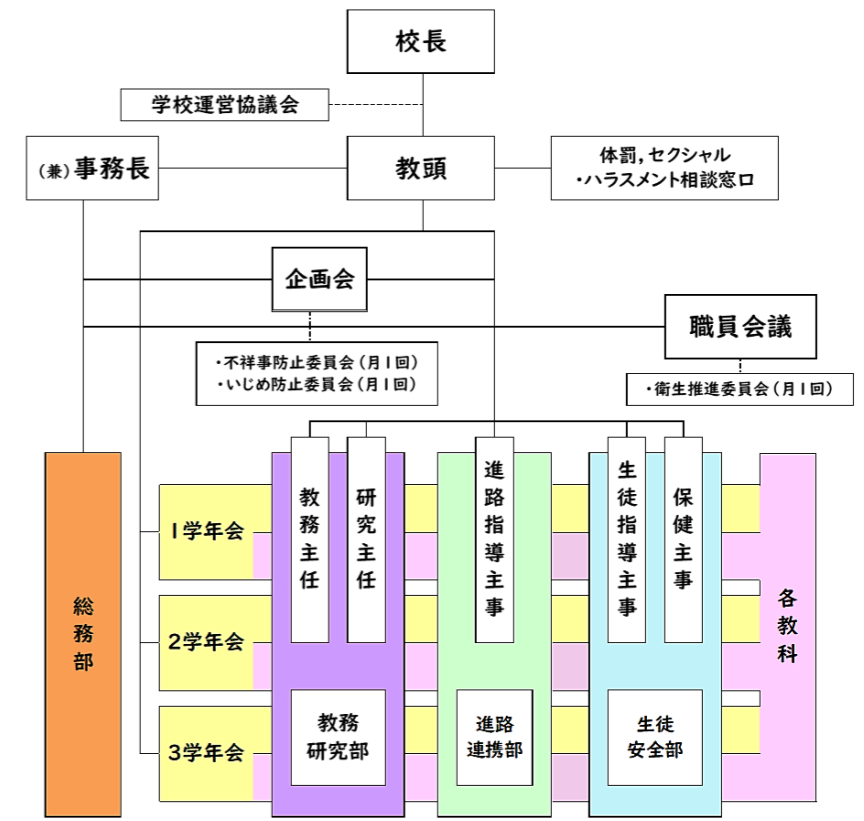 校長
学校運営協議会
（兼）事務長
教頭
体罰，セクシャル
・ハラスメント相談窓口
企画会
職員会議
・不祥事防止委員会（月１回）
・いじめ防止委員会（月１回）
・衛生推進委員会（月１回）
総務部
１学年会
２学年会
３学年会
教務主任
研究主任
進路指導主事
生徒指導主事
保健主事
各教科
教務
研究部
進路
連携部
生徒
安全部